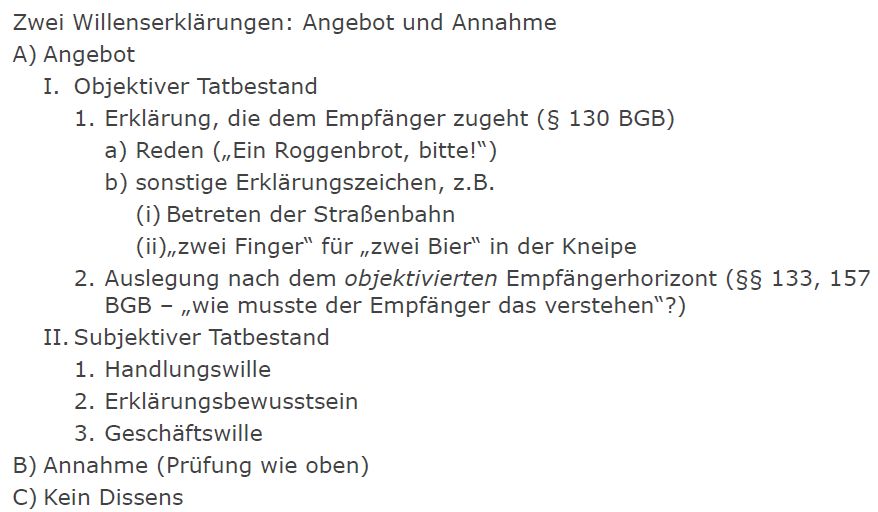 Zwei Willenserklärungen: Angebot und Annahme
A) Angebot
I. Objektiver Tatbestand
1. Erklärung, die dem Empfänger zugeht (§ 130 BGB)
a) Reden („Ein Roggenbrot, bitte!“)
b) sonstige Erklärungszeichen, z.B.
(i) Betreten der Straßenbahn
(ii)„zwei Finger“ für „zwei Bier“ in der Kneipe
2. Auslegung nach dem objektivierten Empfängerhorizont (§§ 133, 157
BGB – „wie musste der Empfänger das verstehen“?)
II. Subjektiver Tatbestand
1. Handlungswille
2. Erklärungsbewusstsein
3. Geschäftswille
B) Annahme (Prüfung wie oben)
C) Kein Dissens